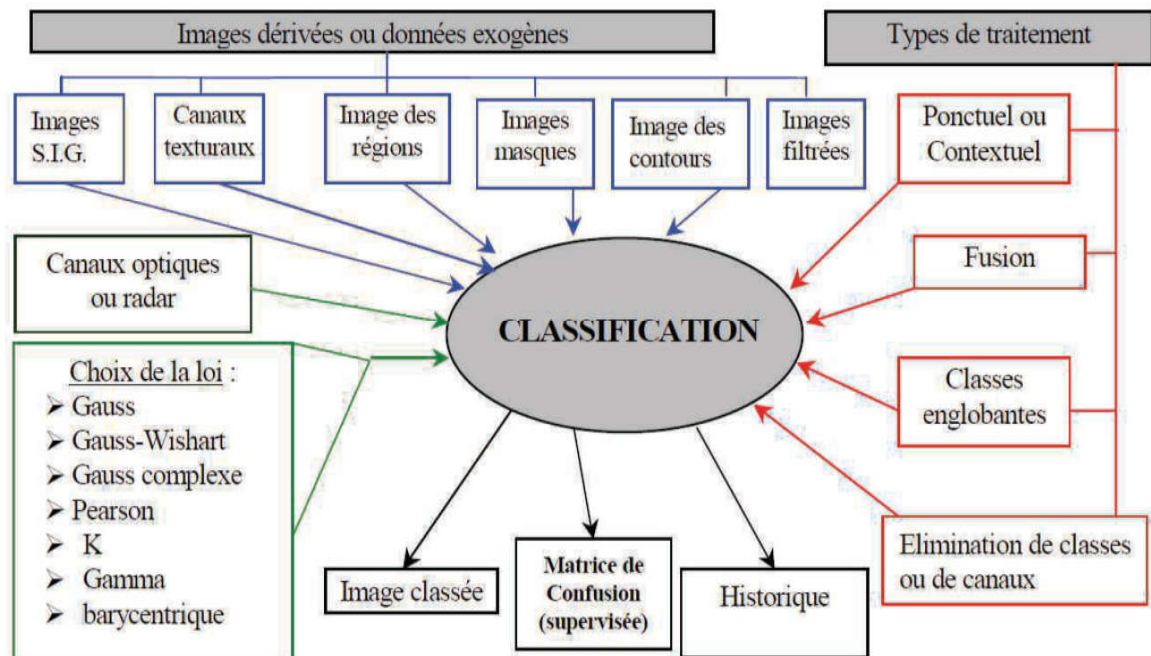 Images dérivées ou données exogènes
Types de traitement
Images
S.I.G.
Canaux
texturaux
Image des
régions
Images
masques
Image des
contours
Images
filtrées
Ponctuel ou
Contextuel
Canaux optiques
ou radar
Fusion
CLASSIFICATION
Choix de la loi :
➢ Gauss
➢ Gauss-Wishart
➢ Gauss complexe
➢ Pearson
➢ K
➢ Gamma
➢ barycentrique
Classes
englobantes
Elimination de classes
ou de canaux
Image classée
Matrice de
Confusion
(supervisée)
Historique